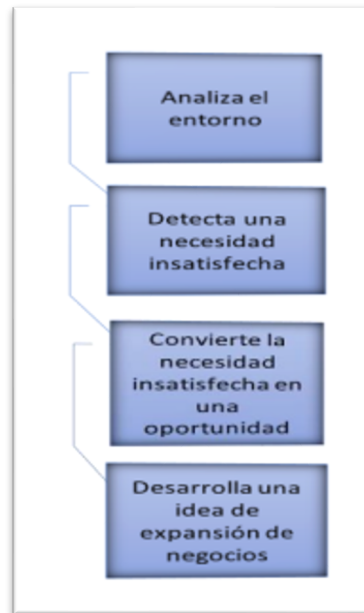 Analiza el
entorno
Detecta una
necesidad
insatisfecha
Convierte la
necesidad
insatisfecha en
una
oportunidad
Desarrolla una
idea de
expansión de
negocios